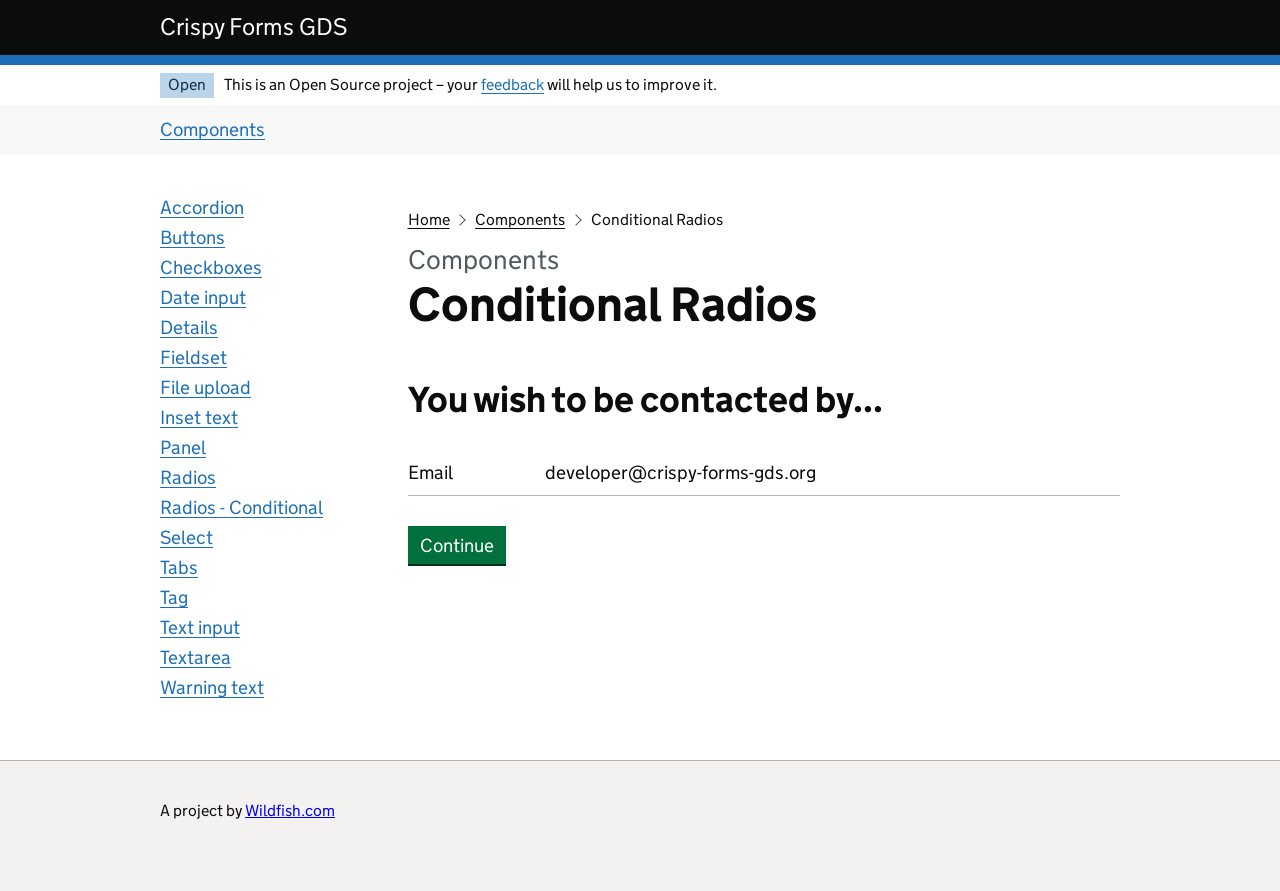 Crispy Forms GDS
Open This is an Open Source project – your feedback will help us to improve it.
Components
Accordion
Buttons
Checkboxes
Date input
Details
Fieldset
File upload
Inset text
Panel
Radios
Radios - Conditional
Select
Tabs
Tag
Text input
Textarea
Warning text
Home Components Conditional Radios
Components
Conditional Radios
You wish to be contacted by...
Email developer@crispy-forms-gds.org
Continue
A project by Wildfish.com